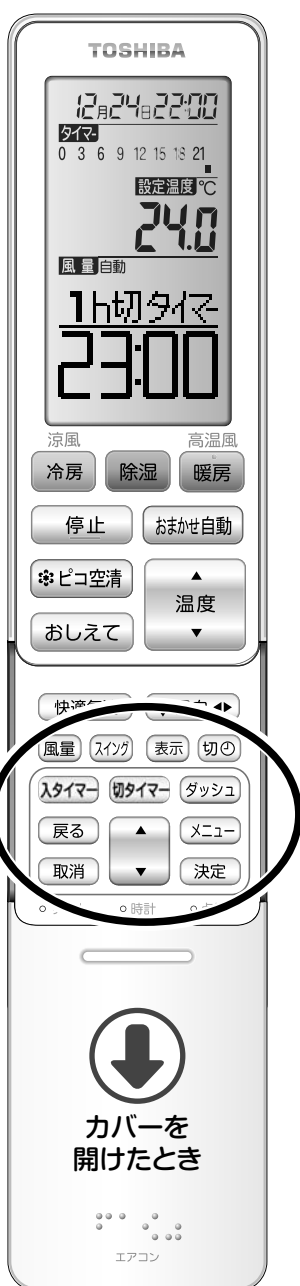 TOSHIBA
12月24日22:00
タイマー
0 3 6 9 12 15 18 21
設定温度 ℃
24.0
風量 自動
1h切タイマー
23:00
涼風 高温風
冷房 除湿 暖房
停止 おまかせ自動
ピコ空清 ▲
温度
おしえて ▼
風量 スイング 表示 切
入タイマー 切タイマー ダッシュ
戻る ▲ メニュー
取消 ▼ 決定
時計
カバーを
開けたとき
エアコン